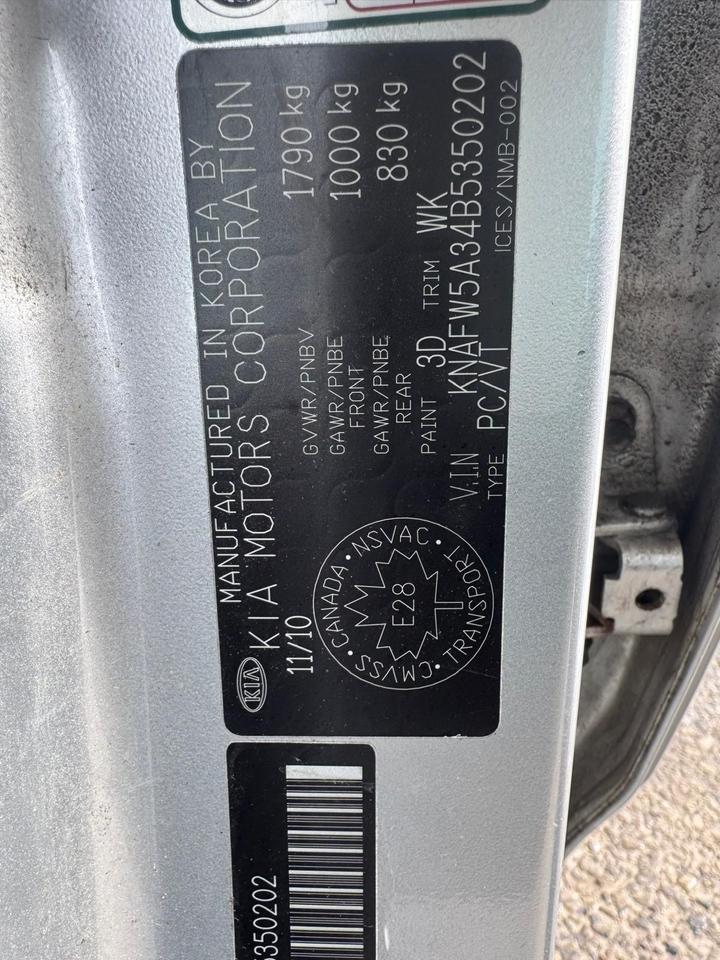 MANUFACTURED IN KOREA BY
KIA KIA MOTORS CORPORATION
11/10
GVWR/PNBV 1790 kg
GAWR/PNBE FRONT 1000 kg
GAWR/PNBE REAR 830 kg
PAINT 3D TRIM WK
V.I.N KNAFW5A34B5350202
TYPE PC/VT
ICES/NMB-002
CANADA • NSVAC • TRANSPORT • CMVSS •
E28
5350202